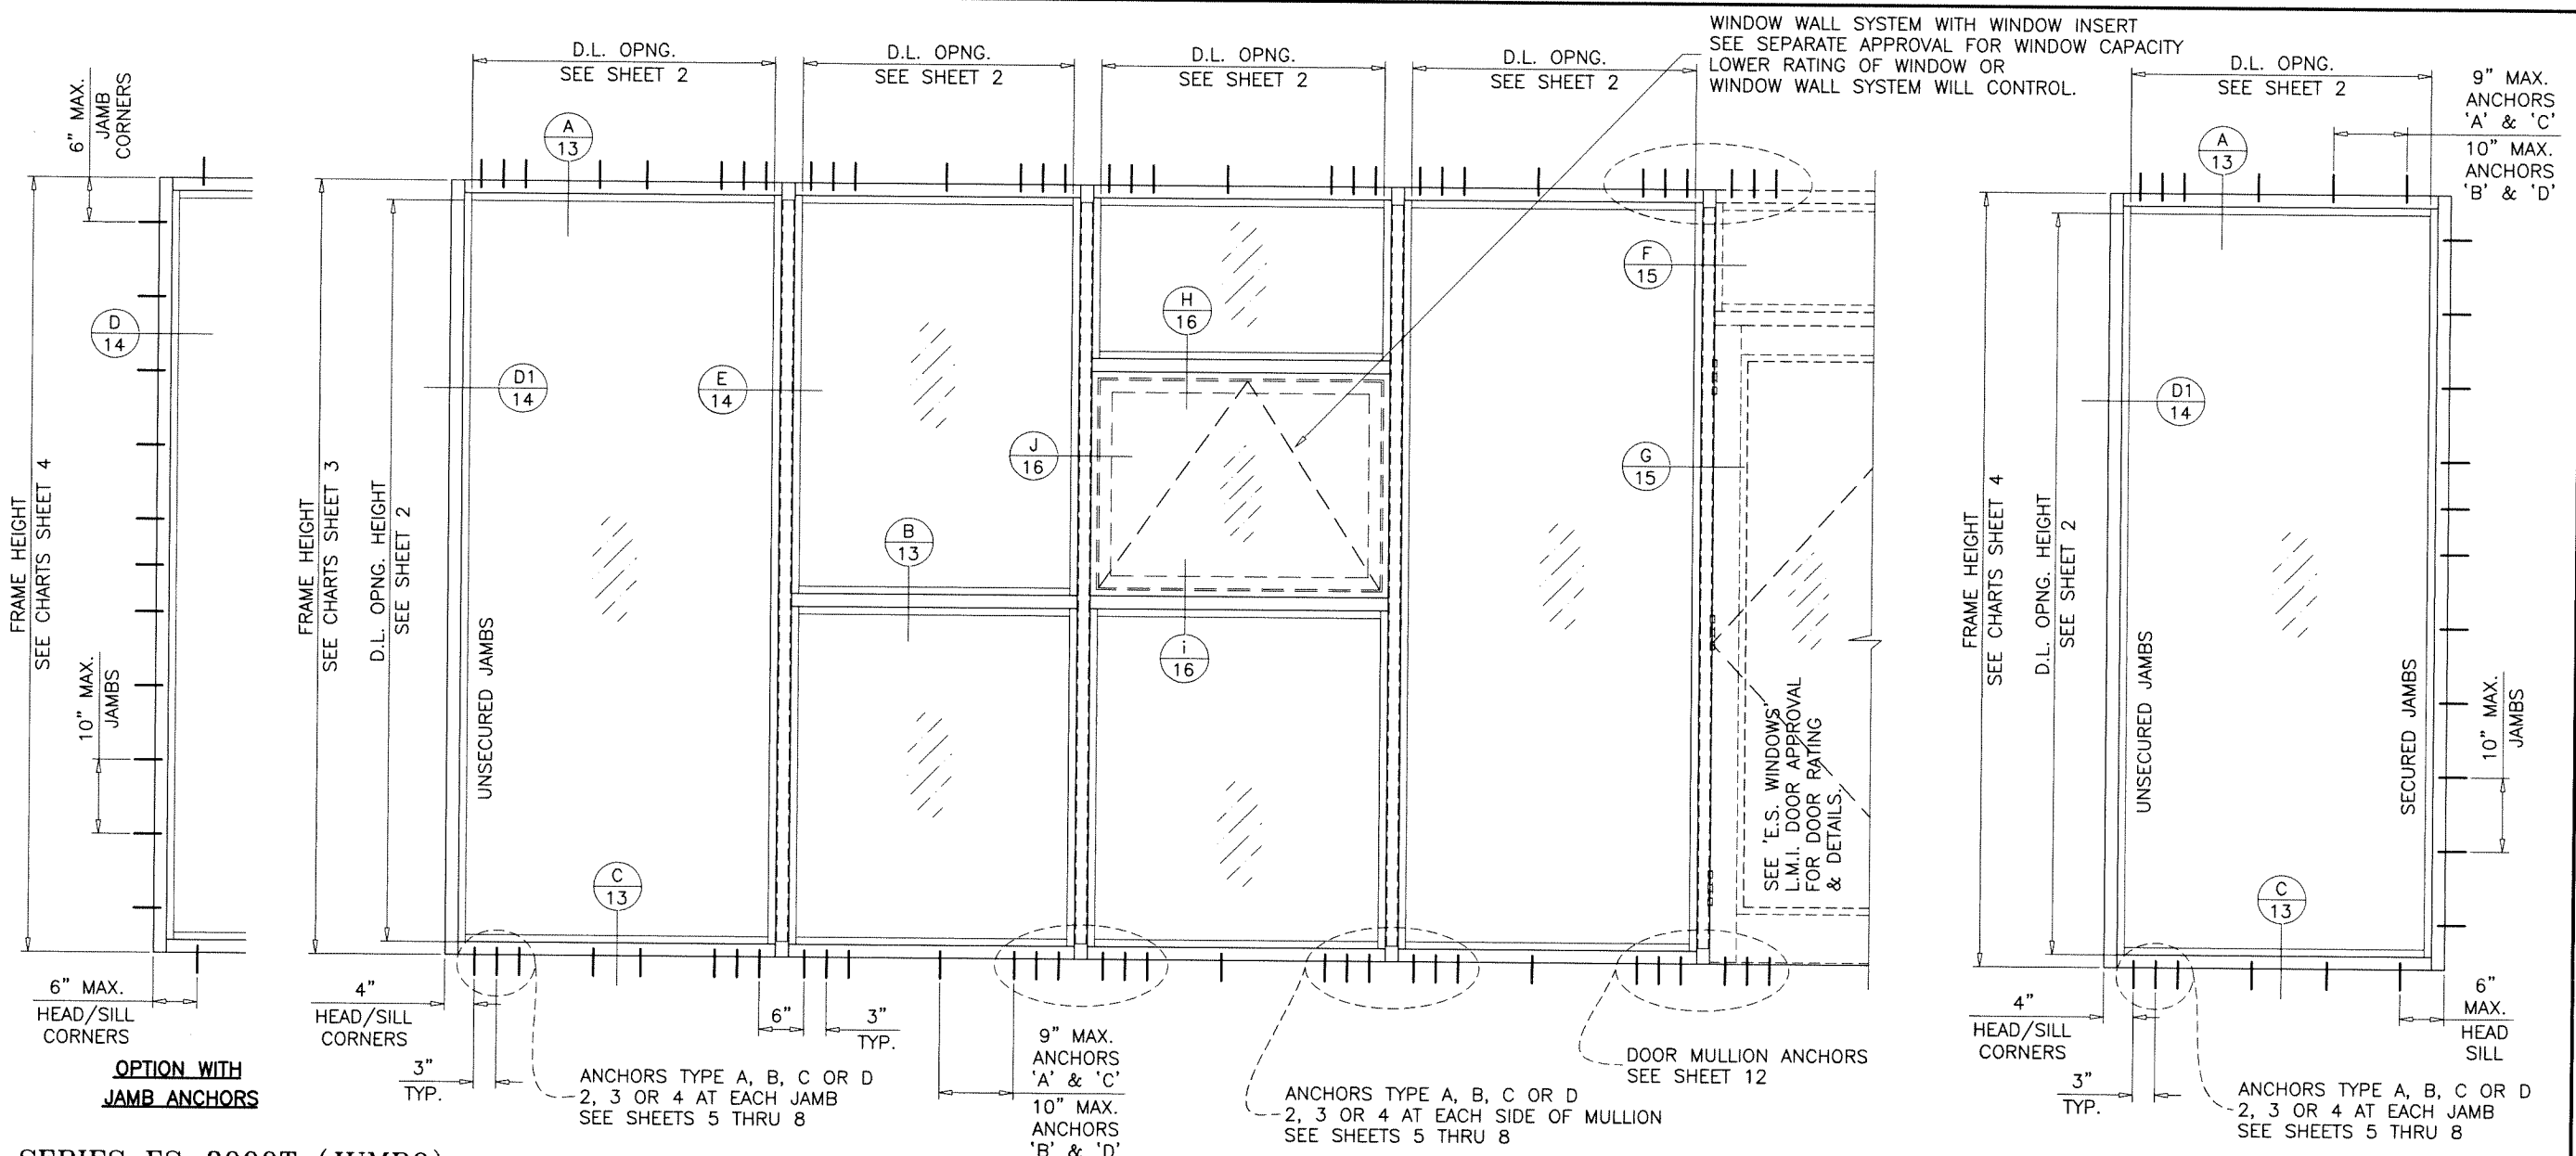 WINDOW WALL SYSTEM WITH WINDOW INSERT
SEE SEPARATE APPROVAL FOR WINDOW CAPACITY
LOWER RATING OF WINDOW OR
WINDOW WALL SYSTEM WILL CONTROL.
D.L. OPNG.
SEE SHEET 2
D.L. OPNG.
SEE SHEET 2
D.L. OPNG.
SEE SHEET 2
D.L. OPNG.
SEE SHEET 2
D.L. OPNG.
SEE SHEET 2
6" MAX.
JAMB
CORNERS
9" MAX.
ANCHORS
'A' & 'C'
10" MAX.
ANCHORS
'B' & 'D'
A
13
A
13
F
15
H
16
D
14
D1
14
E
14
D1
14
J
16
G
15
B
13
i
16
C
13
C
13
FRAME HEIGHT
SEE CHARTS SHEET 4
10" MAX.
JAMBS
FRAME HEIGHT
SEE CHARTS SHEET 3
D.L. OPNG. HEIGHT
SEE SHEET 2
UNSECURED JAMBS
SEE 'E.S. WINDOWS'
L.M.I. DOOR APPROVAL
FOR DOOR RATING
& DETAILS.
FRAME HEIGHT
SEE CHARTS SHEET 4
D.L. OPNG. HEIGHT
SEE SHEET 2
UNSECURED JAMBS
SECURED JAMBS
10" MAX.
JAMBS
6" MAX.
HEAD/SILL
CORNERS
OPTION WITH
JAMB ANCHORS
4"
HEAD/SILL
CORNERS
3"
TYP.
ANCHORS TYPE A, B, C OR D
2, 3 OR 4 AT EACH JAMB
SEE SHEETS 5 THRU 8
6"
3"
TYP.
9" MAX.
ANCHORS
'A' & 'C'
10" MAX.
ANCHORS
'B' & 'D'
ANCHORS TYPE A, B, C OR D
2, 3 OR 4 AT EACH SIDE OF MULLION
SEE SHEETS 5 THRU 8
DOOR MULLION ANCHORS
SEE SHEET 12
4"
HEAD/SILL
CORNERS
3"
TYP.
6"
MAX.
HEAD
SILL
ANCHORS TYPE A, B, C OR D
2, 3 OR 4 AT EACH JAMB
SEE SHEETS 5 THRU 8